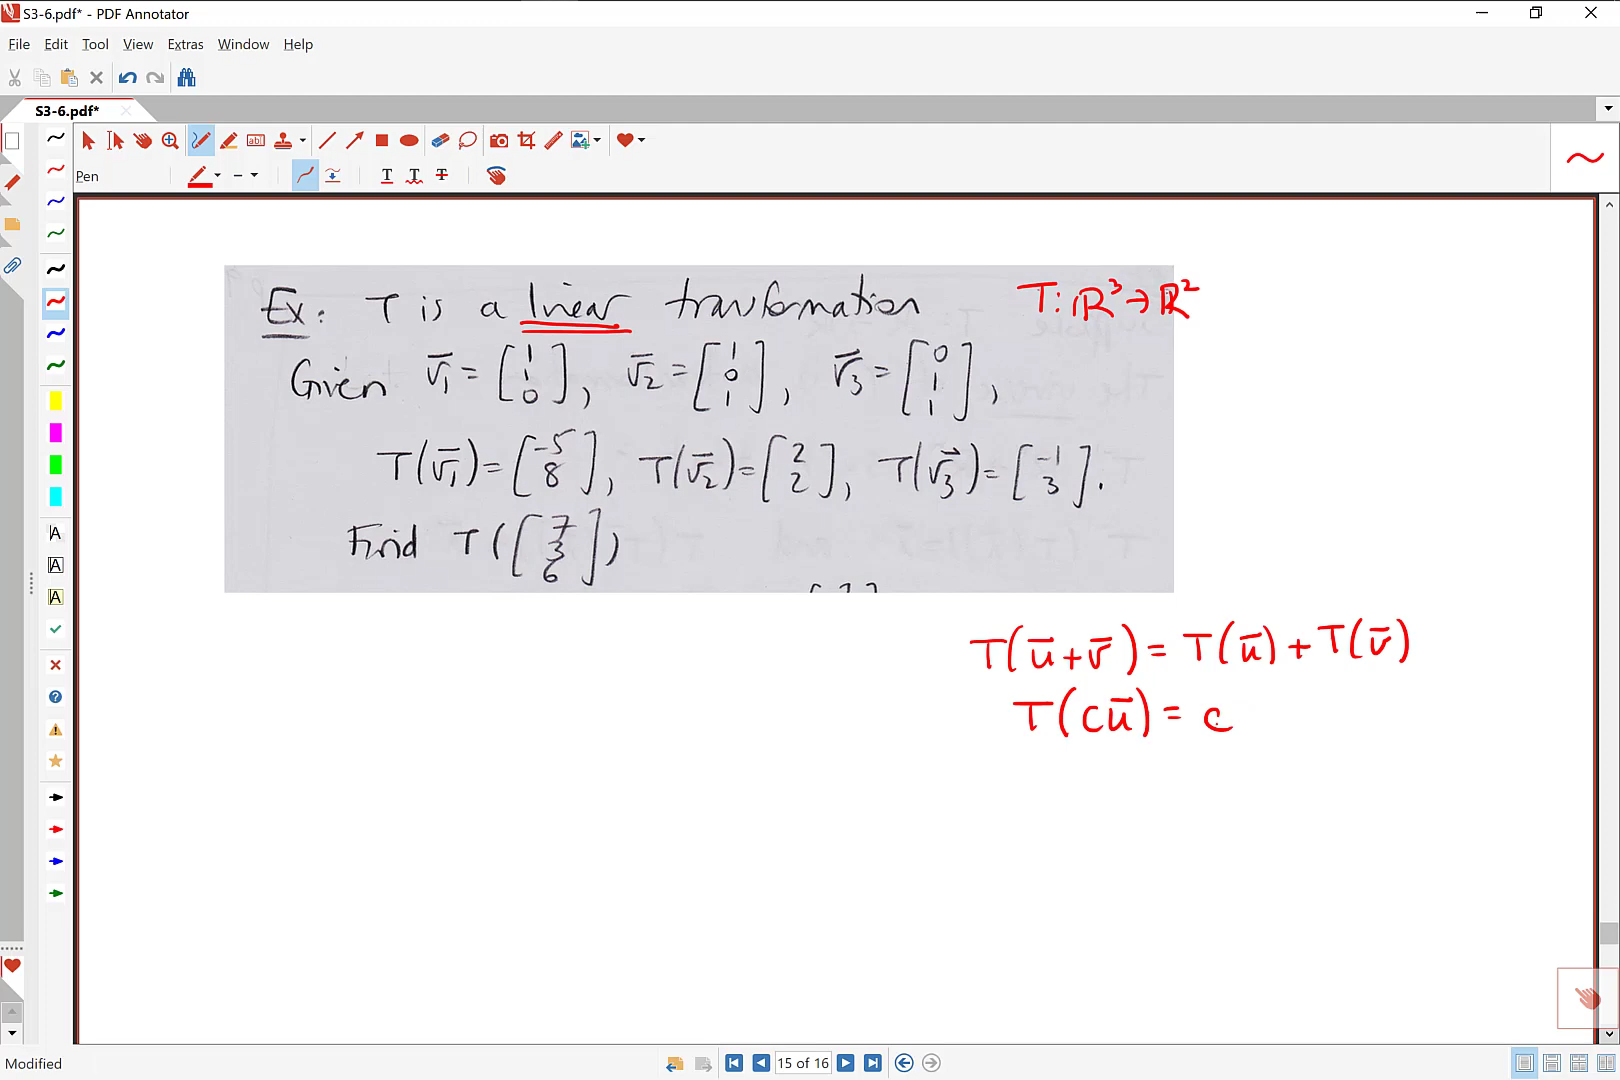 S3-6.pdf* - PDF Annotator
File Edit Tool View Extras Window Help
S3-6.pdf*
Pen
Ex: T is a linear transformation T: ℝ³ → ℝ²
Given v̅₁ = [1 1 0], v̅₂ = [1 0 1], v̅₃ = [0 1 1],
T(v̅₁) = [-5 8], T(v̅₂) = [2 2], T(v⃗₃) = [-1 3].
Find T([7 3 6])
T(u̅ + v̅) = T(u̅) + T(v̅)
T(cu̅) = c
Modified
15 of 16